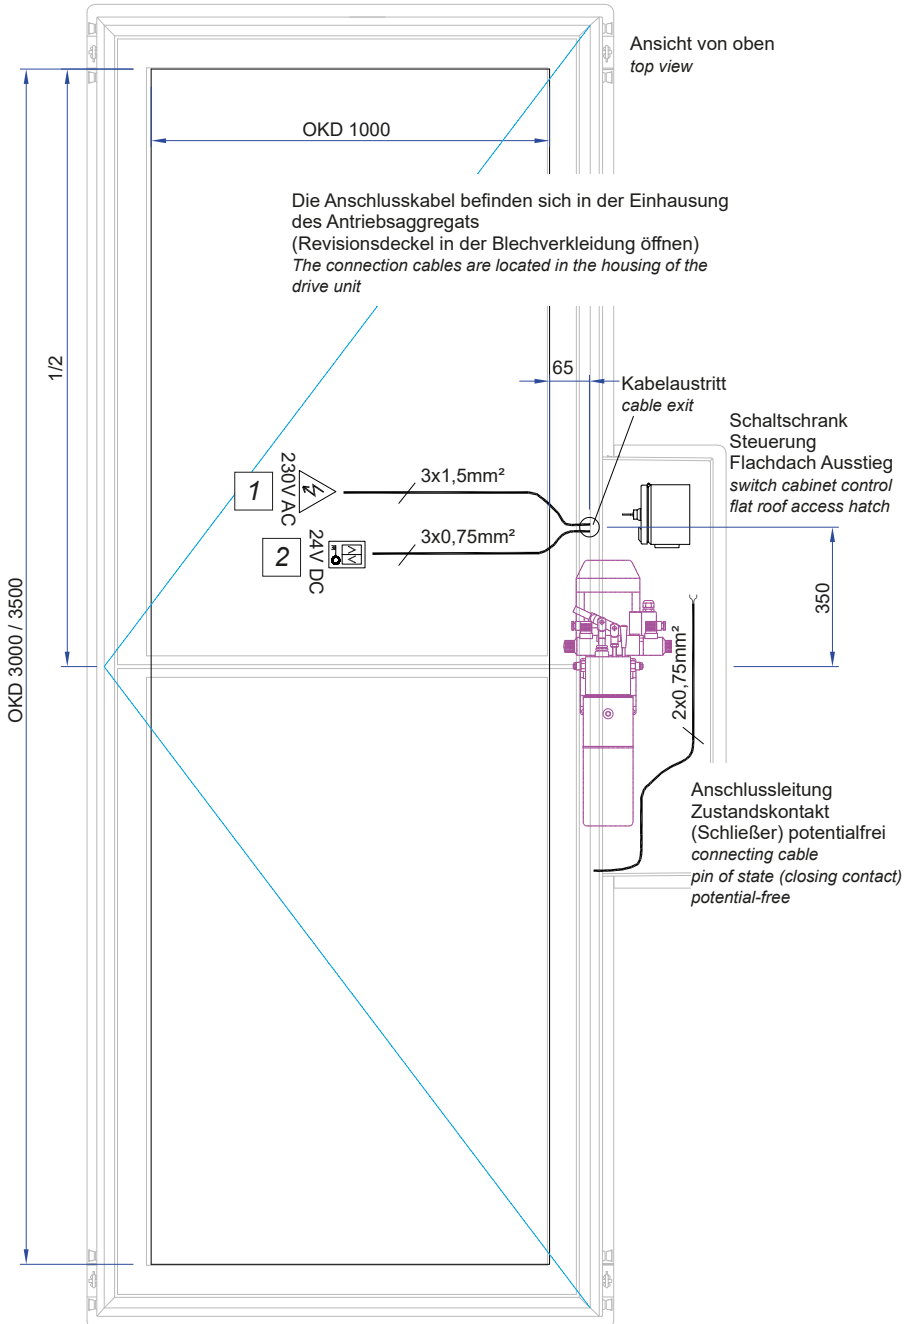 Ansicht von oben
top view
OKD 1000
Die Anschlusskabel befinden sich in der Einhausung
des Antriebsaggregats
(Revisionsdeckel in der Blechverkleidung öffnen)
The connection cables are located in the housing of the
drive unit
1/2
65
Kabelaustritt
cable exit
Schaltschrank
Steuerung
Flachdach Ausstieg
switch cabinet control
flat roof access hatch
1
230V AC
3x1,5mm²
2
24V DC
3x0,75mm²
350
OKD 3000 / 3500
2x0,75mm²
Anschlussleitung
Zustandskontakt
(Schließer) potentialfrei
connecting cable
pin of state (closing contact)
potential-free